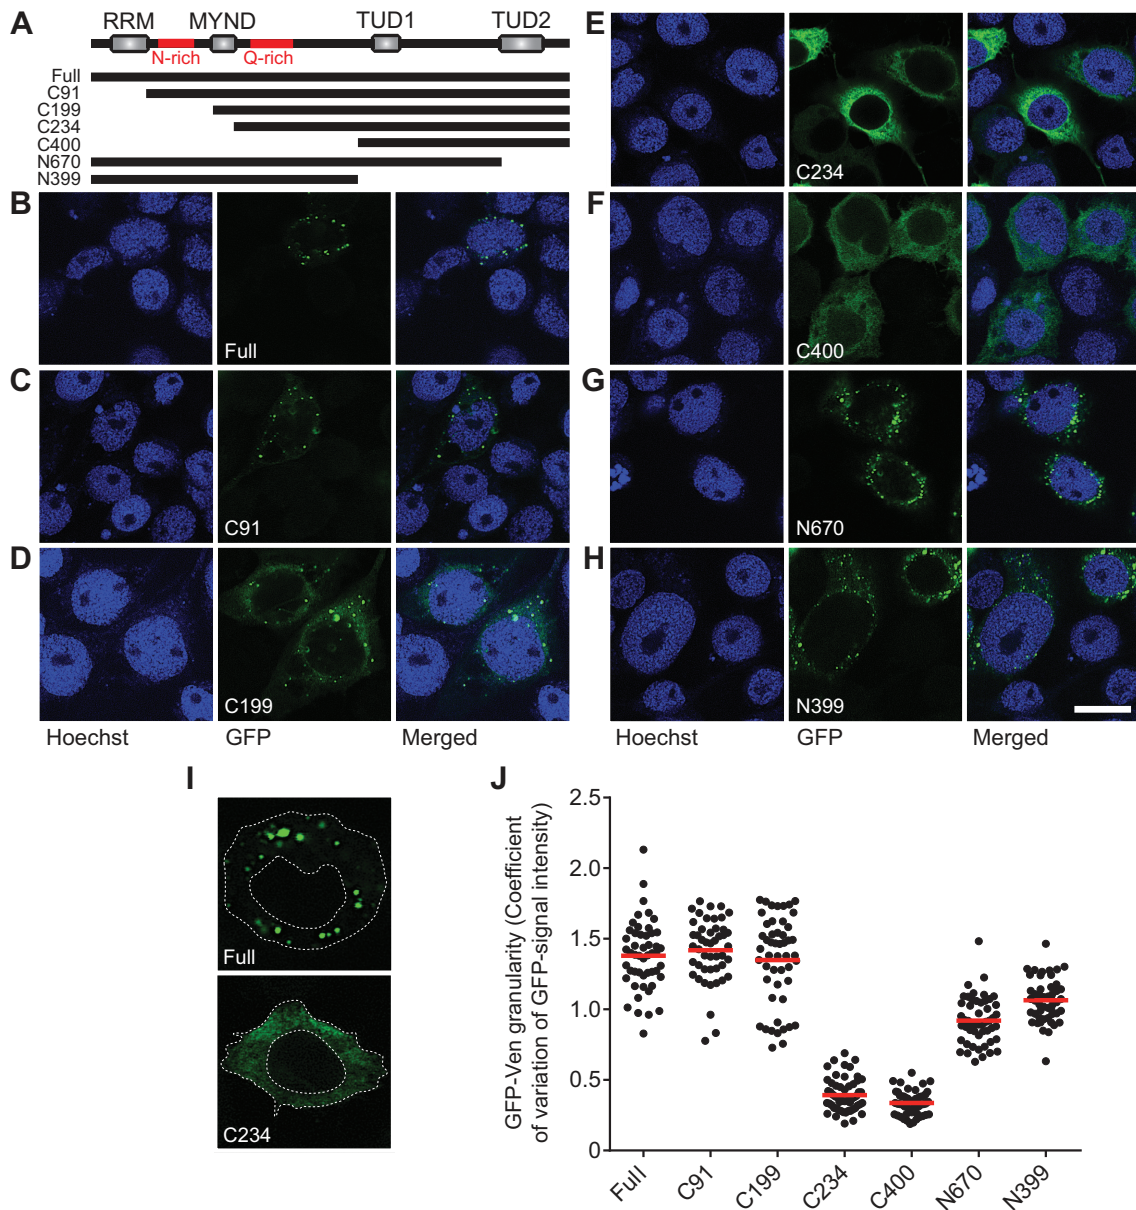 A
RRM
MYND
TUD1
TUD2
N-rich
Q-rich
Full
C91
C199
C234
C400
N670
N399
B
Full
C
C91
D
C199
Hoechst
GFP
Merged
E
C234
F
C400
G
N670
H
N399
Hoechst
GFP
Merged
I
Full
C234
J
GFP-Ven granularity (Coefficient
of variation of GFP-signal intensity)
2.5
2.0
1.5
1.0
0.5
0
Full
C91
C199
C234
C400
N670
N399